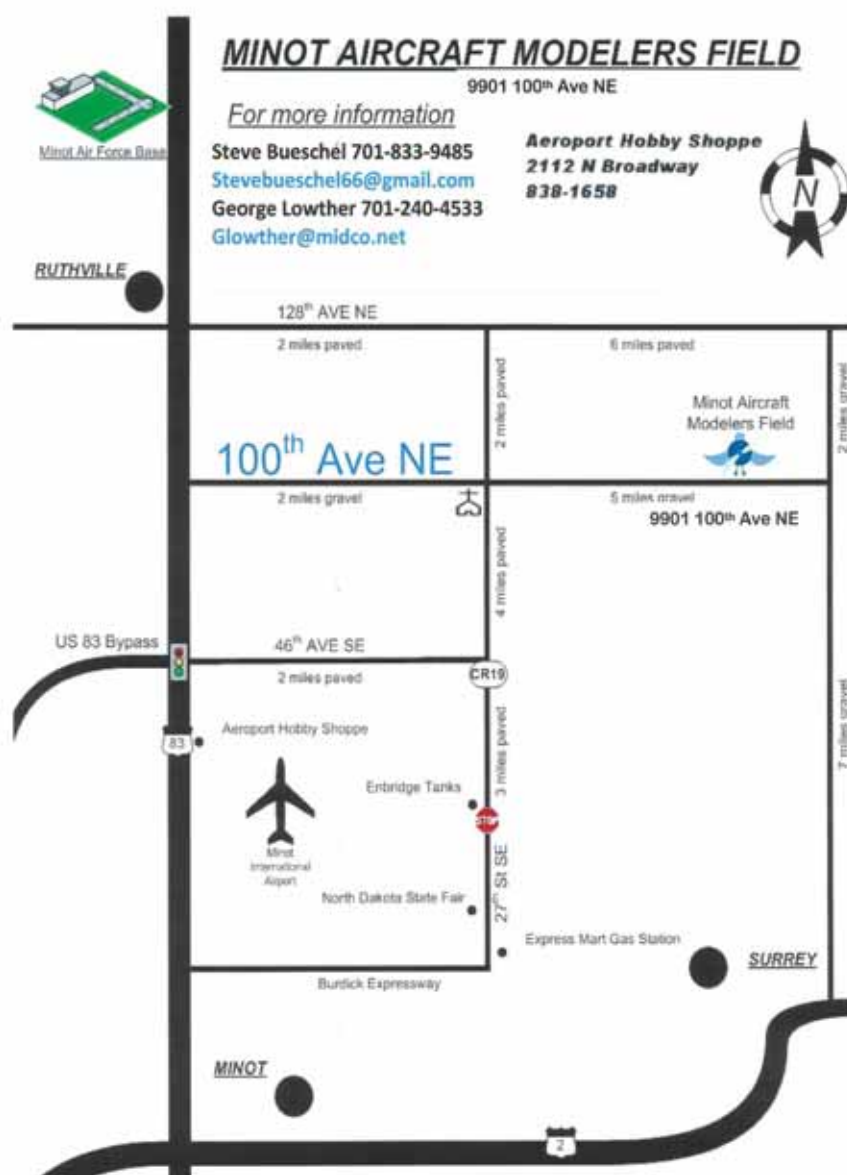 MINOT AIRCRAFT MODELERS FIELD
9901 100th Ave NE
For more information
Steve Bueschel 701-833-9485
Stevebueschel66@gmail.com
George Lowther 701-240-4533
Glowther@midco.net
Aeroport Hobby Shoppe
2112 N Broadway
838-1658
N
Minot Air Force Base
RUTHVILLE
128th AVE NE
2 miles paved
6 miles paved
2 miles paved
2 miles gravel
Minot Aircraft
Modelers Field
100th Ave NE
2 miles gravel
5 miles gravel
9901 100th Ave NE
4 miles paved
US 83 Bypass
46th AVE SE
2 miles paved
CR19
83
Aeroport Hobby Shoppe
3 miles paved
7 miles gravel
Enbridge Tanks
STOP
Minot
International
Airport
27th St SE
North Dakota State Fair
Express Mart Gas Station
SURREY
Burdick Expressway
MINOT
2